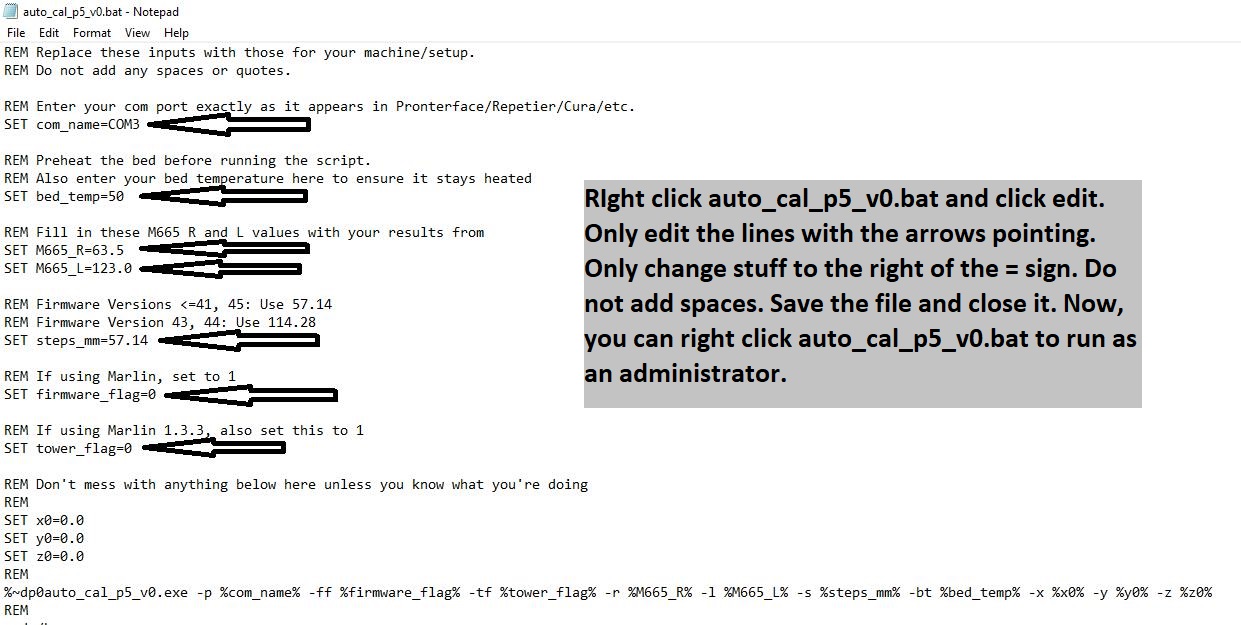 auto_cal_p5_v0.bat - Notepad
File Edit Format View Help
REM Replace these inputs with those for your machine/setup.
REM Do not add any spaces or quotes.
REM Enter your com port exactly as it appears in Pronterface/Repetier/Cura/etc.
SET com_name=COM3
REM Preheat the bed before running the script.
REM Also enter your bed temperature here to ensure it stays heated
SET bed_temp=50
REM Fill in these M665 R and L values with your results from
SET M665_R=63.5
SET M665_L=123.0
REM Firmware Versions <=41, 45: Use 57.14
REM Firmware Version 43, 44: Use 114.28
SET steps_mm=57.14
REM If using Marlin, set to 1
SET firmware_flag=0
REM If using Marlin 1.3.3, also set this to 1
SET tower_flag=0
REM Don't mess with anything below here unless you know what you're doing
REM
SET x0=0.0
SET y0=0.0
SET z0=0.0
REM
%~dp0auto_cal_p5_v0.exe -p %com_name% -ff %firmware_flag% -tf %tower_flag% -r %M665_R% -l %M665_L% -s %steps_mm% -bt %bed_temp% -x %x0% -y %y0% -z %z0%
REM
RIght click auto_cal_p5_v0.bat and click edit.
Only edit the lines with the arrows pointing.
Only change stuff to the right of the = sign. Do
not add spaces. Save the file and close it. Now,
you can right click auto_cal_p5_v0.bat to run as
an administrator.